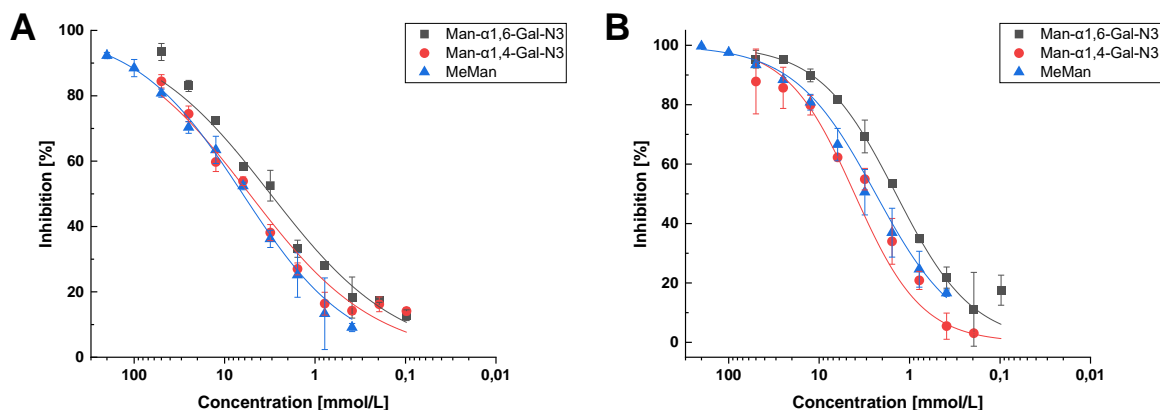 A
Man-α1,6-Gal-N3
Man-α1,4-Gal-N3
MeMan
Inhibition [%]
100
80
60
40
20
0
100
10
1
0,1
0,01
Concentration [mmol/L]
B
Man-α1,6-Gal-N3
Man-α1,4-Gal-N3
MeMan
Inhibition [%]
100
80
60
40
20
0
100
10
1
0,1
0,01
Concentration [mmol/L]